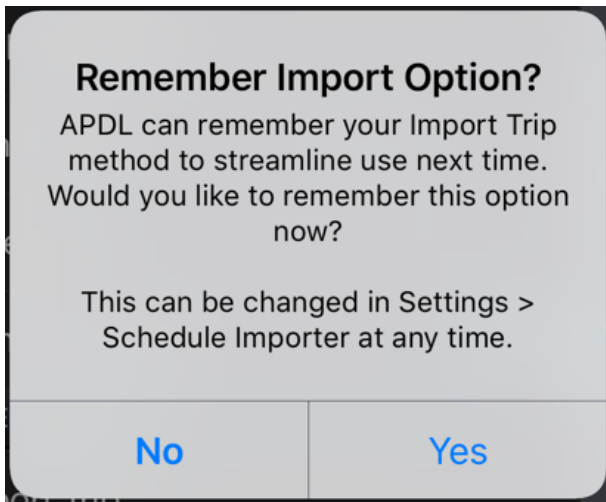 Remember Import Option?
APDL can remember your Import Trip
method to streamline use next time.
Would you like to remember this option
now?
This can be changed in Settings >
Schedule Importer at any time.
No
Yes